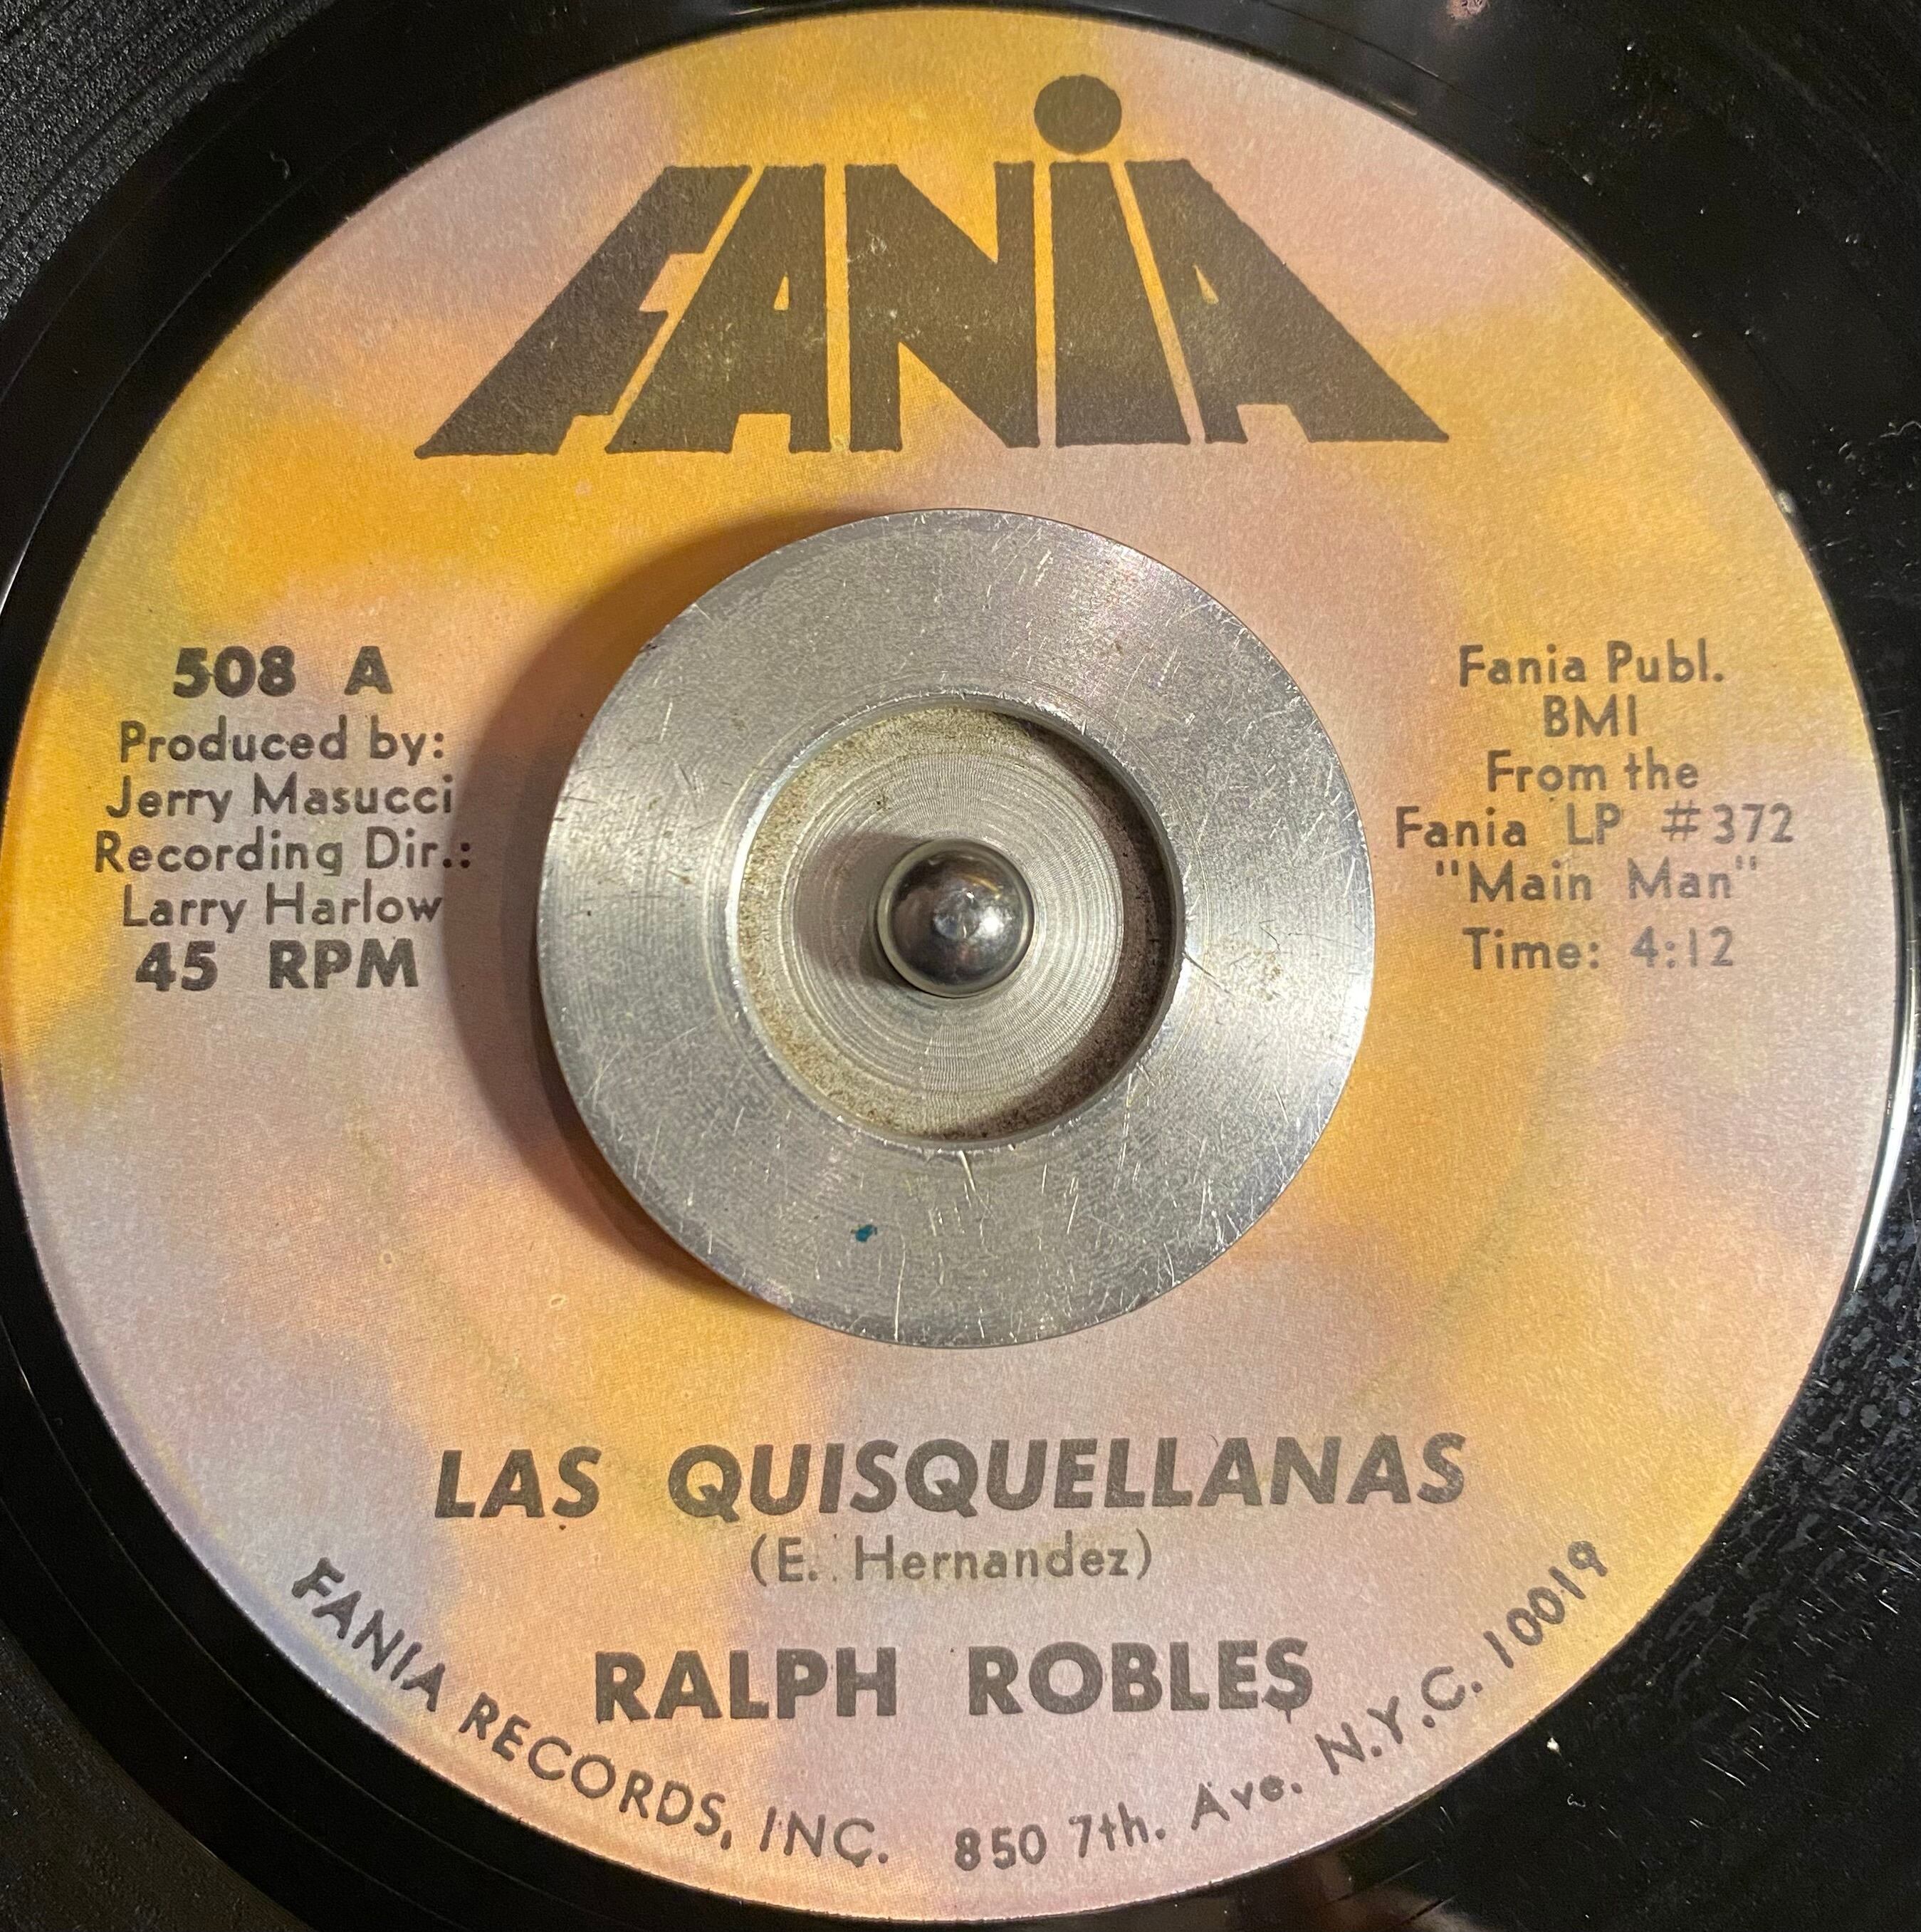 FANiA
508 A
Produced by:
Jerry Masucci
Recording Dir.:
Larry Harlow
45 RPM
Fania Publ.
BMI
From the
Fania LP #372
"Main Man"
Time: 4:12
LAS QUISQUELLANAS
(E. Hernandez)
RALPH ROBLES
FANIA RECORDS, INC. 850 7th. Ave. N.Y.C. 10019